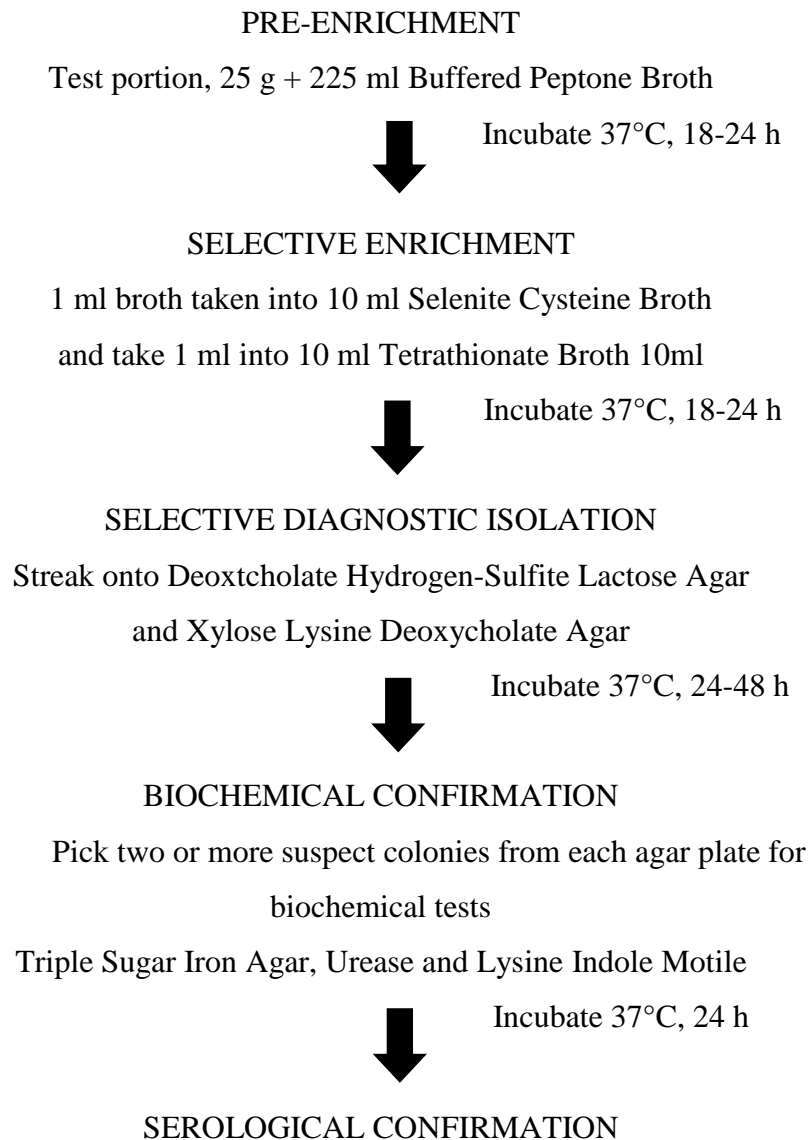 PRE-ENRICHMENT
Test portion, 25 g + 225 ml Buffered Peptone Broth
Incubate 37°C, 18-24 h
SELECTIVE ENRICHMENT
1 ml broth taken into 10 ml Selenite Cysteine Broth
and take 1 ml into 10 ml Tetrathionate Broth 10ml
Incubate 37°C, 18-24 h
SELECTIVE DIAGNOSTIC ISOLATION
Streak onto Deoxtcholate Hydrogen-Sulfite Lactose Agar
and Xylose Lysine Deoxycholate Agar
Incubate 37°C, 24-48 h
BIOCHEMICAL CONFIRMATION
Pick two or more suspect colonies from each agar plate for
biochemical tests
Triple Sugar Iron Agar, Urease and Lysine Indole Motile
Incubate 37°C, 24 h
SEROLOGICAL CONFIRMATION